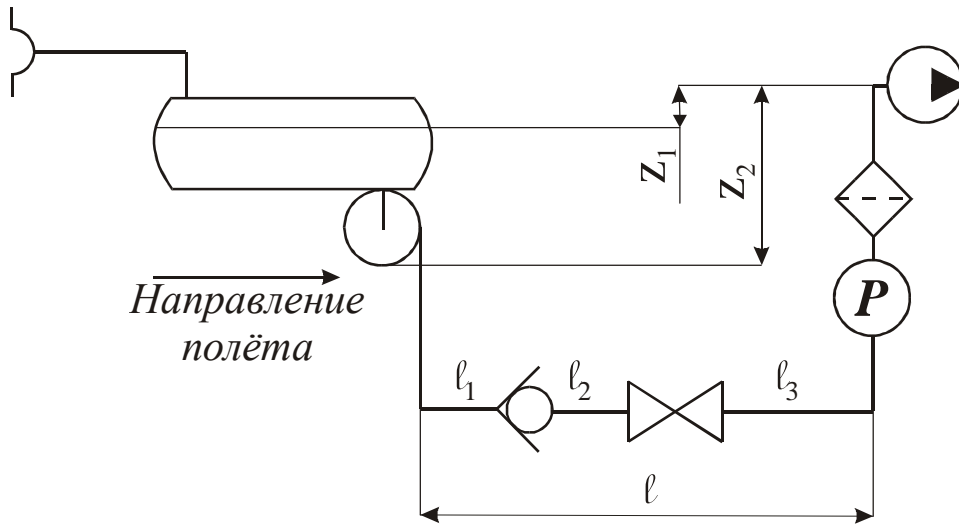 Z₁
Z₂
Направление
полёта
P
ℓ₁
ℓ₂
ℓ₃
ℓ